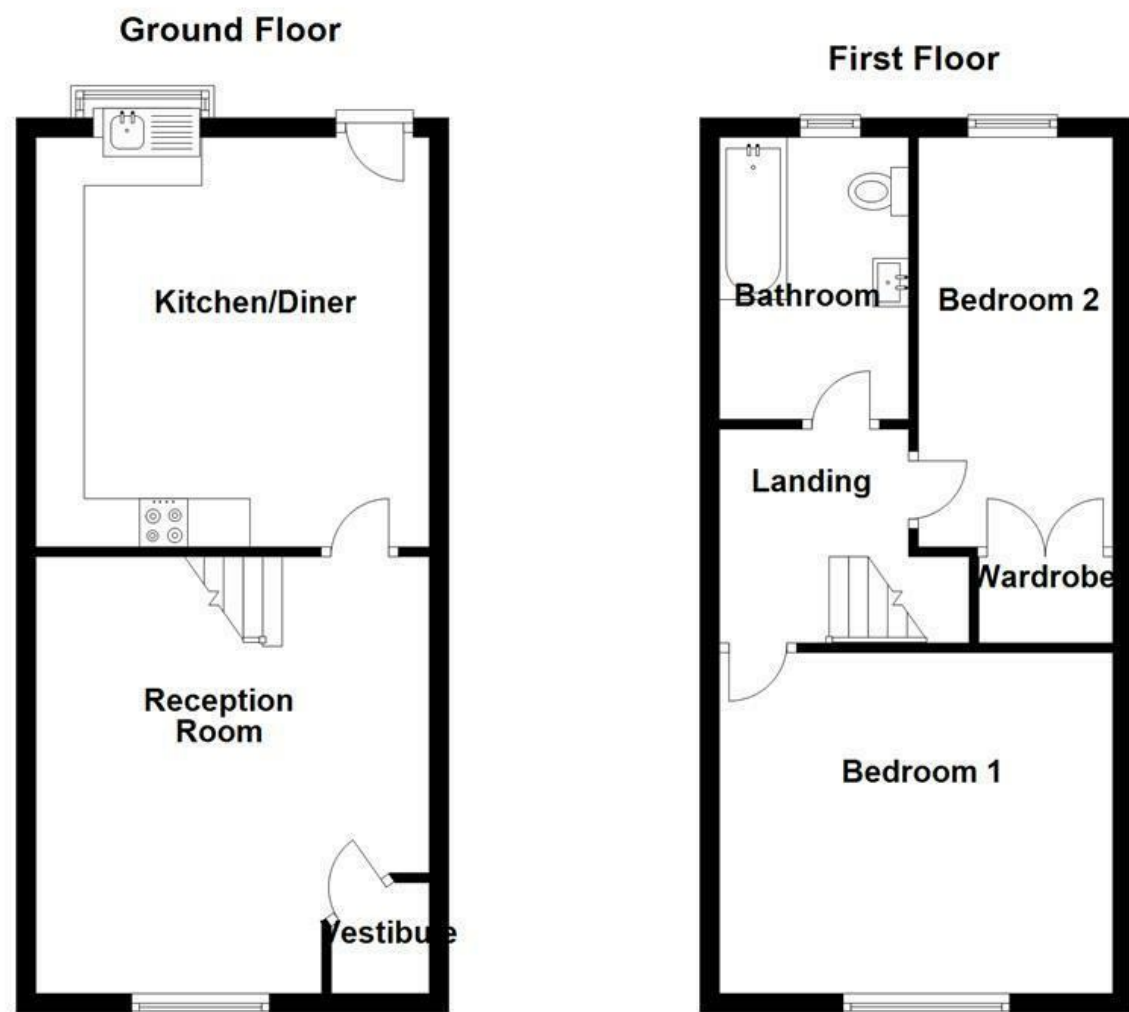 Ground Floor
Kitchen/Diner
Reception
Room
Vestibule
First Floor
Bathroom
Bedroom 2
Landing
Wardrobe
Bedroom 1